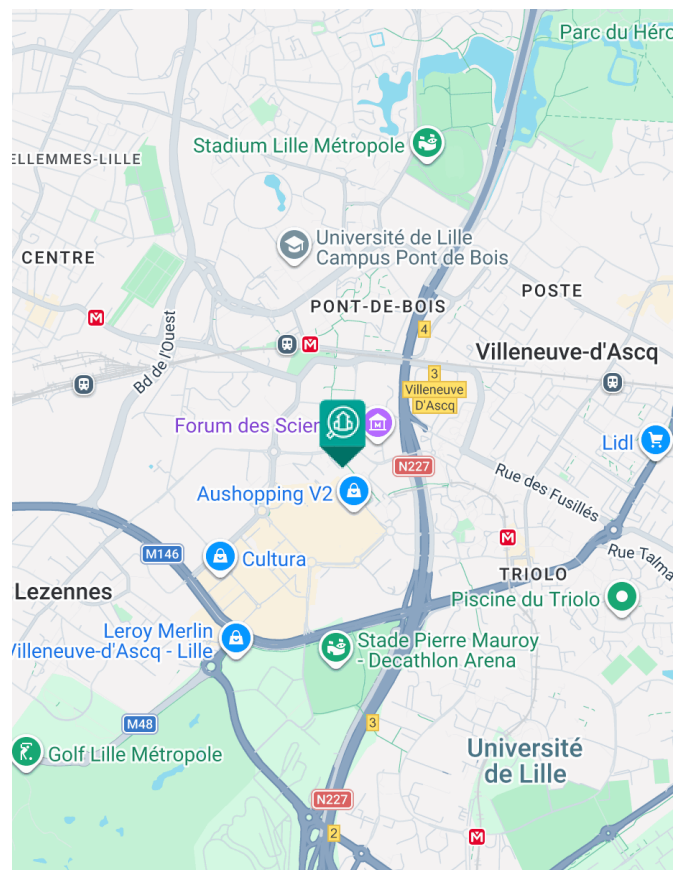 Parc du Héro
Stadium Lille Métropole
ELLEMMES-LILLE
Université de Lille
Campus Pont de Bois
CENTRE
POSTE
PONT-DE-BOIS
M
M
4
Bd de l'Ouest
Villeneuve-d'Ascq
3
Villeneuve
D'Ascq
Forum des Scien
Lidl
N227
Aushopping V2
Rue des Fusillés
M
M146
Cultura
Rue Talma
TRIOLO
Lezennes
Piscine du Triolo
Leroy Merlin
Villeneuve-d'Ascq - Lille
Stade Pierre Mauroy
- Decathlon Arena
M48
3
Golf Lille Métropole
Université
de Lille
N227
2
M